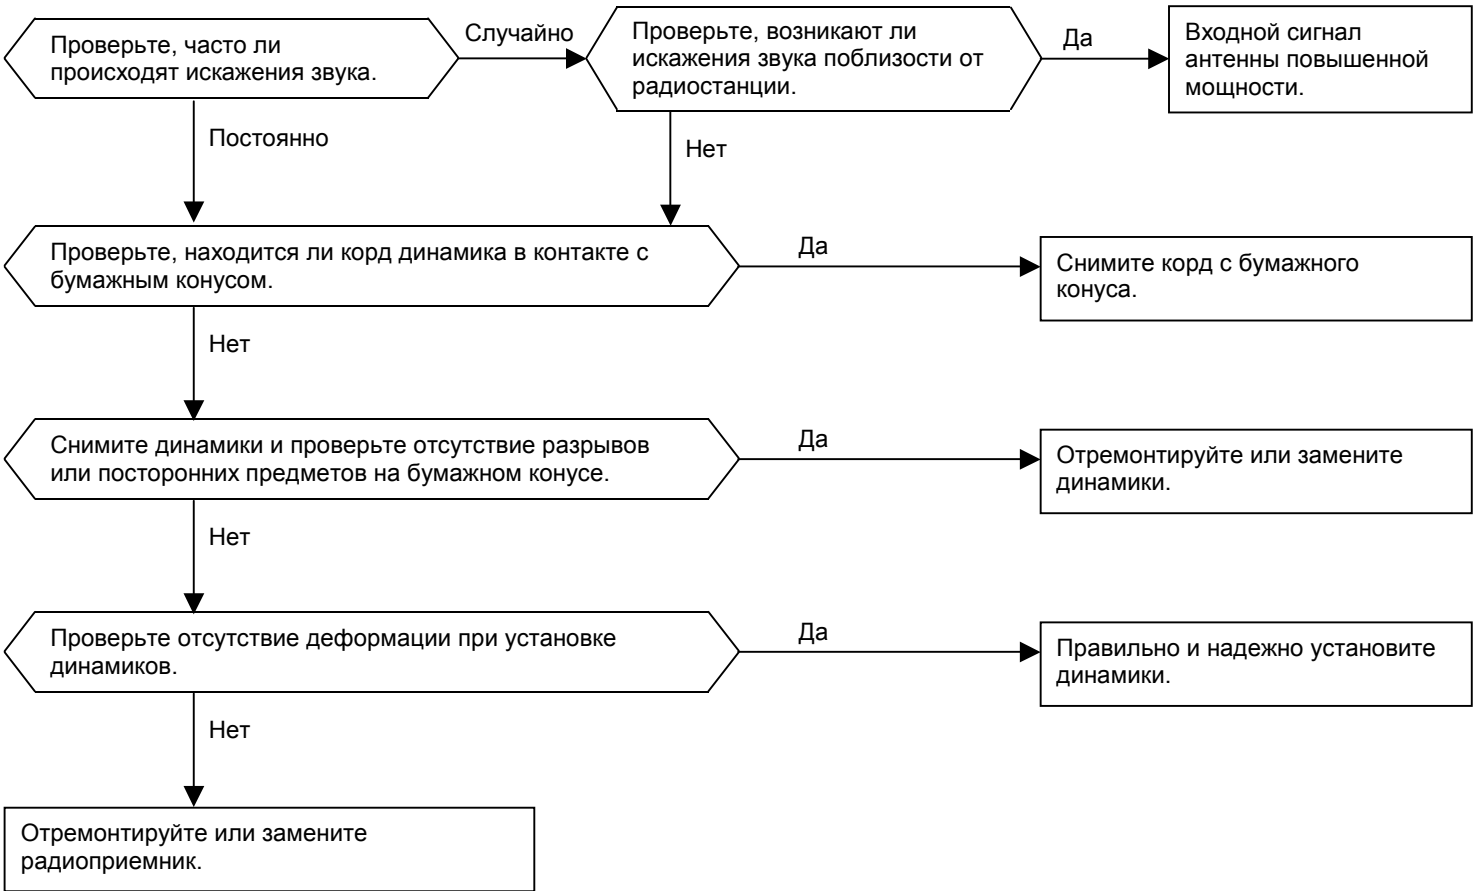 Проверьте, часто ли
происходят искажения звука.
Случайно
Проверьте, возникают ли
искажения звука поблизости от
радиостанции.
Да
Входной сигнал
антенны повышенной
мощности.
Постоянно
Нет
Проверьте, находится ли корд динамика в контакте с
бумажным конусом.
Да
Снимите корд с бумажного
конуса.
Нет
Снимите динамики и проверьте отсутствие разрывов
или посторонних предметов на бумажном конусе.
Да
Отремонтируйте или замените
динамики.
Нет
Проверьте отсутствие деформации при установке
динамиков.
Да
Правильно и надежно установите
динамики.
Нет
Отремонтируйте или замените
радиоприемник.